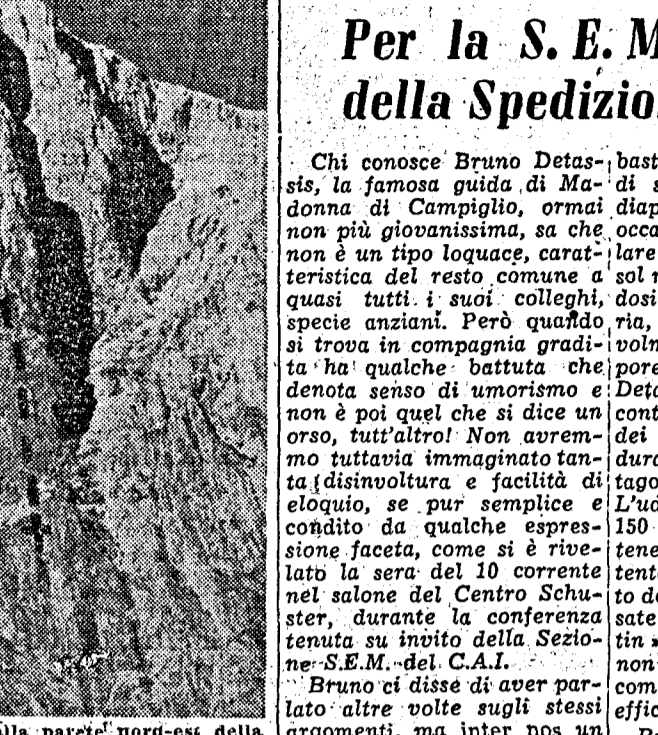 Per la S. E. M
della Spedizio
Chi conosce Bruno Detas-
sis, la famosa guida di Ma-
donna di Campiglio, ormai
non più giovanissima, sa che
non è un tipo loquace, carat-
teristica del resto comune a
quasi tutti i suoi colleghi,
specie anziani. Però quando
si trova in compagnia gradi-
ta ha qualche battuta che
denota senso di umorismo e
non è poi quel che si dice un
orso, tutt'altro! Non avrem-
mo tuttavia immaginato tan-
ta disinvoltura e facilità di
eloquio, se pur semplice e
condito da qualche espres-
sione faceta, come si è rive-
lato la sera del 10 corrente
nel salone del Centro Schu-
ster, durante la conferenza
tenuta su invito della Sezio-
ne S.E.M. del C.A.I.
Bruno ci disse di aver par-
lato altre volte sugli stessi
argomenti, ma inter nos un
bast
di s
diap
occa
lare
sol r
dosi
ria,
voln
pore
Deta
cont
dei
dura
tago
L'ud
150
tene
tent
to de
sate
tin »
non
com
effic
alla parete nord-est della